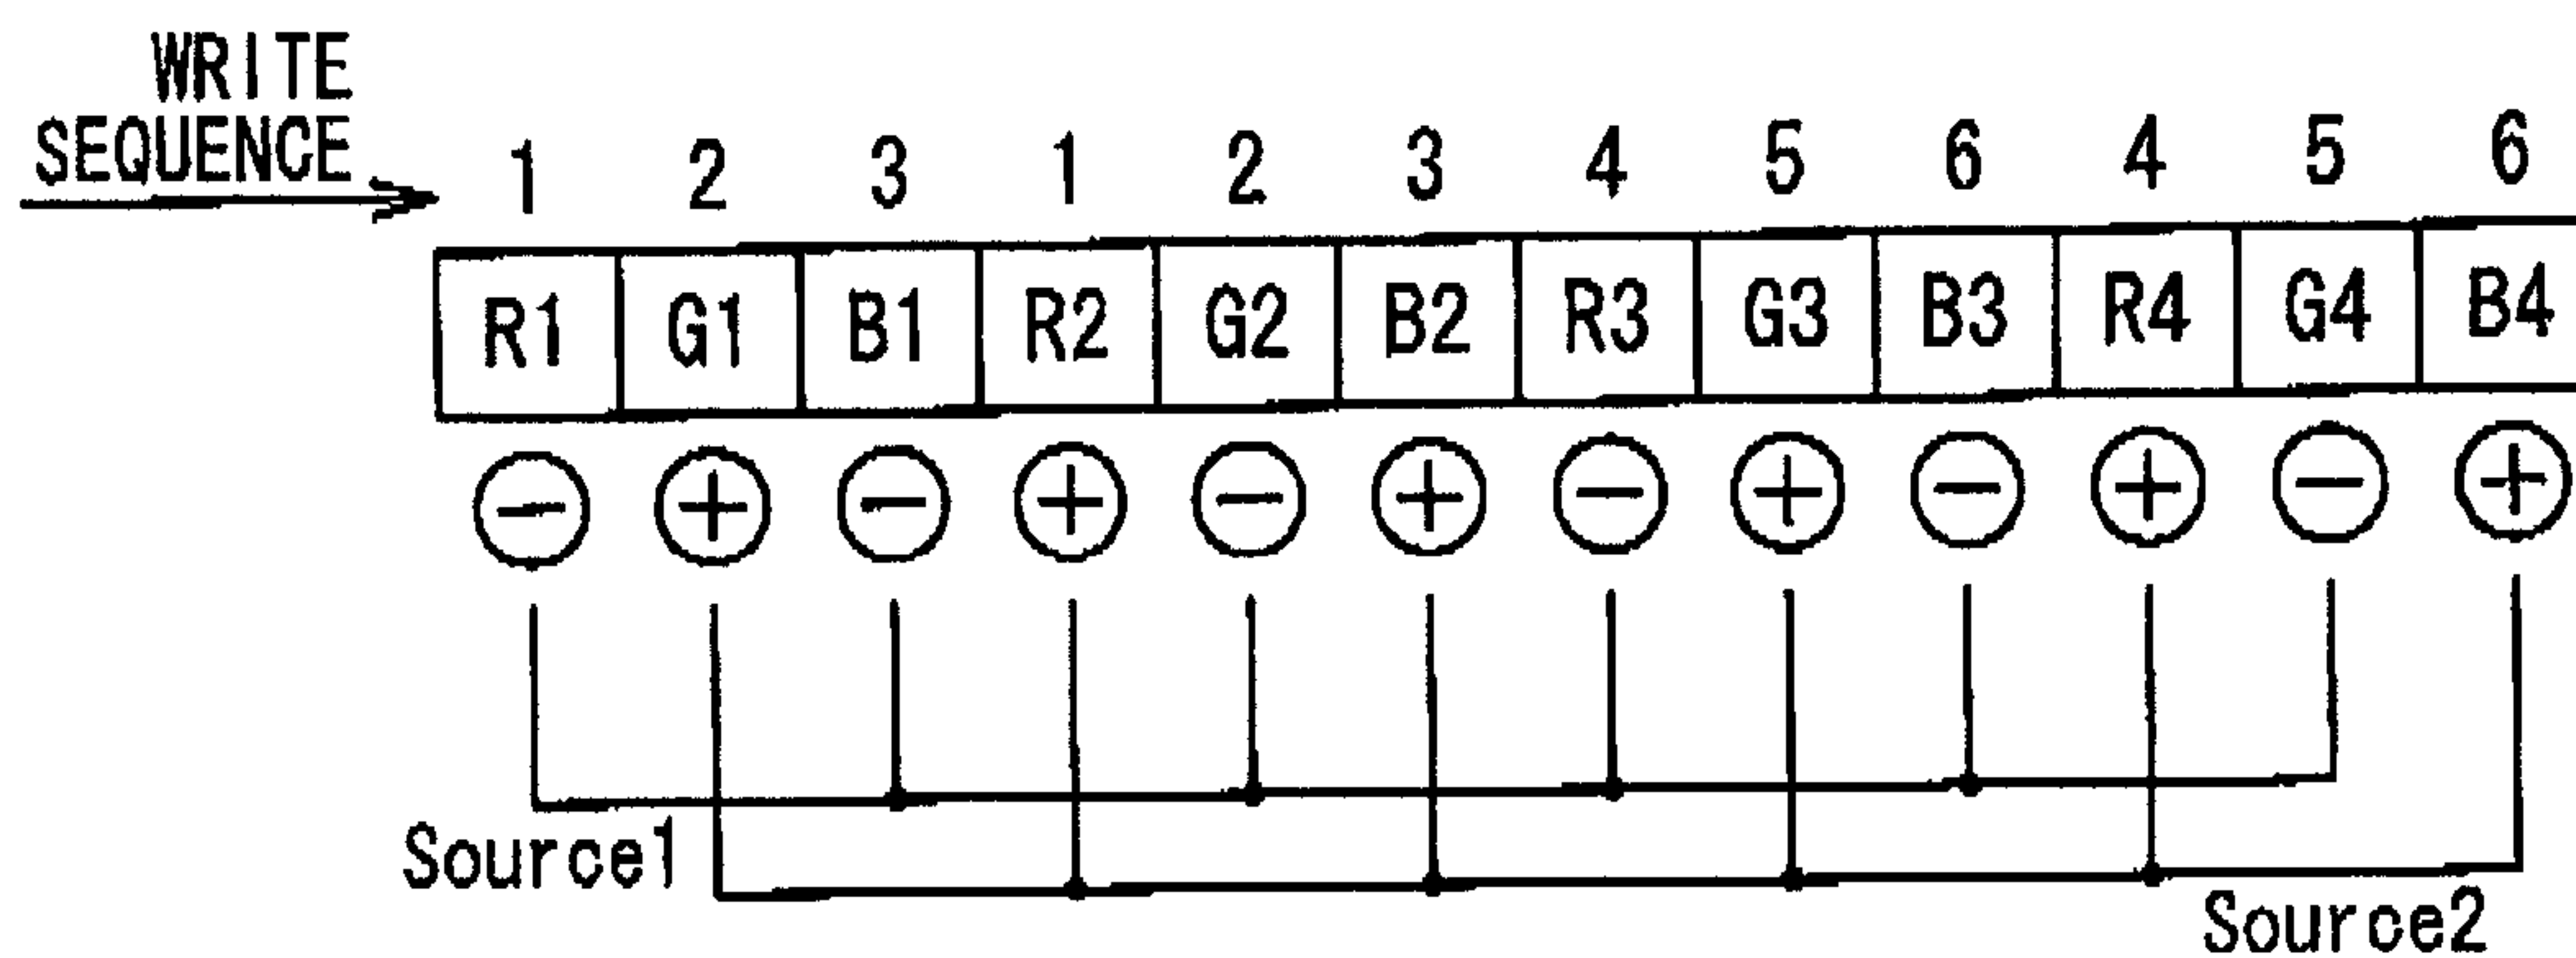 WRITE
SEQUENCE
1 2 3 1 2 3 4 5 6 4 5 6
R1 G1 B1 R2 G2 B2 R3 G3 B3 R4 G4 B4
− + − + − + − + − + − +
Source1
Source2